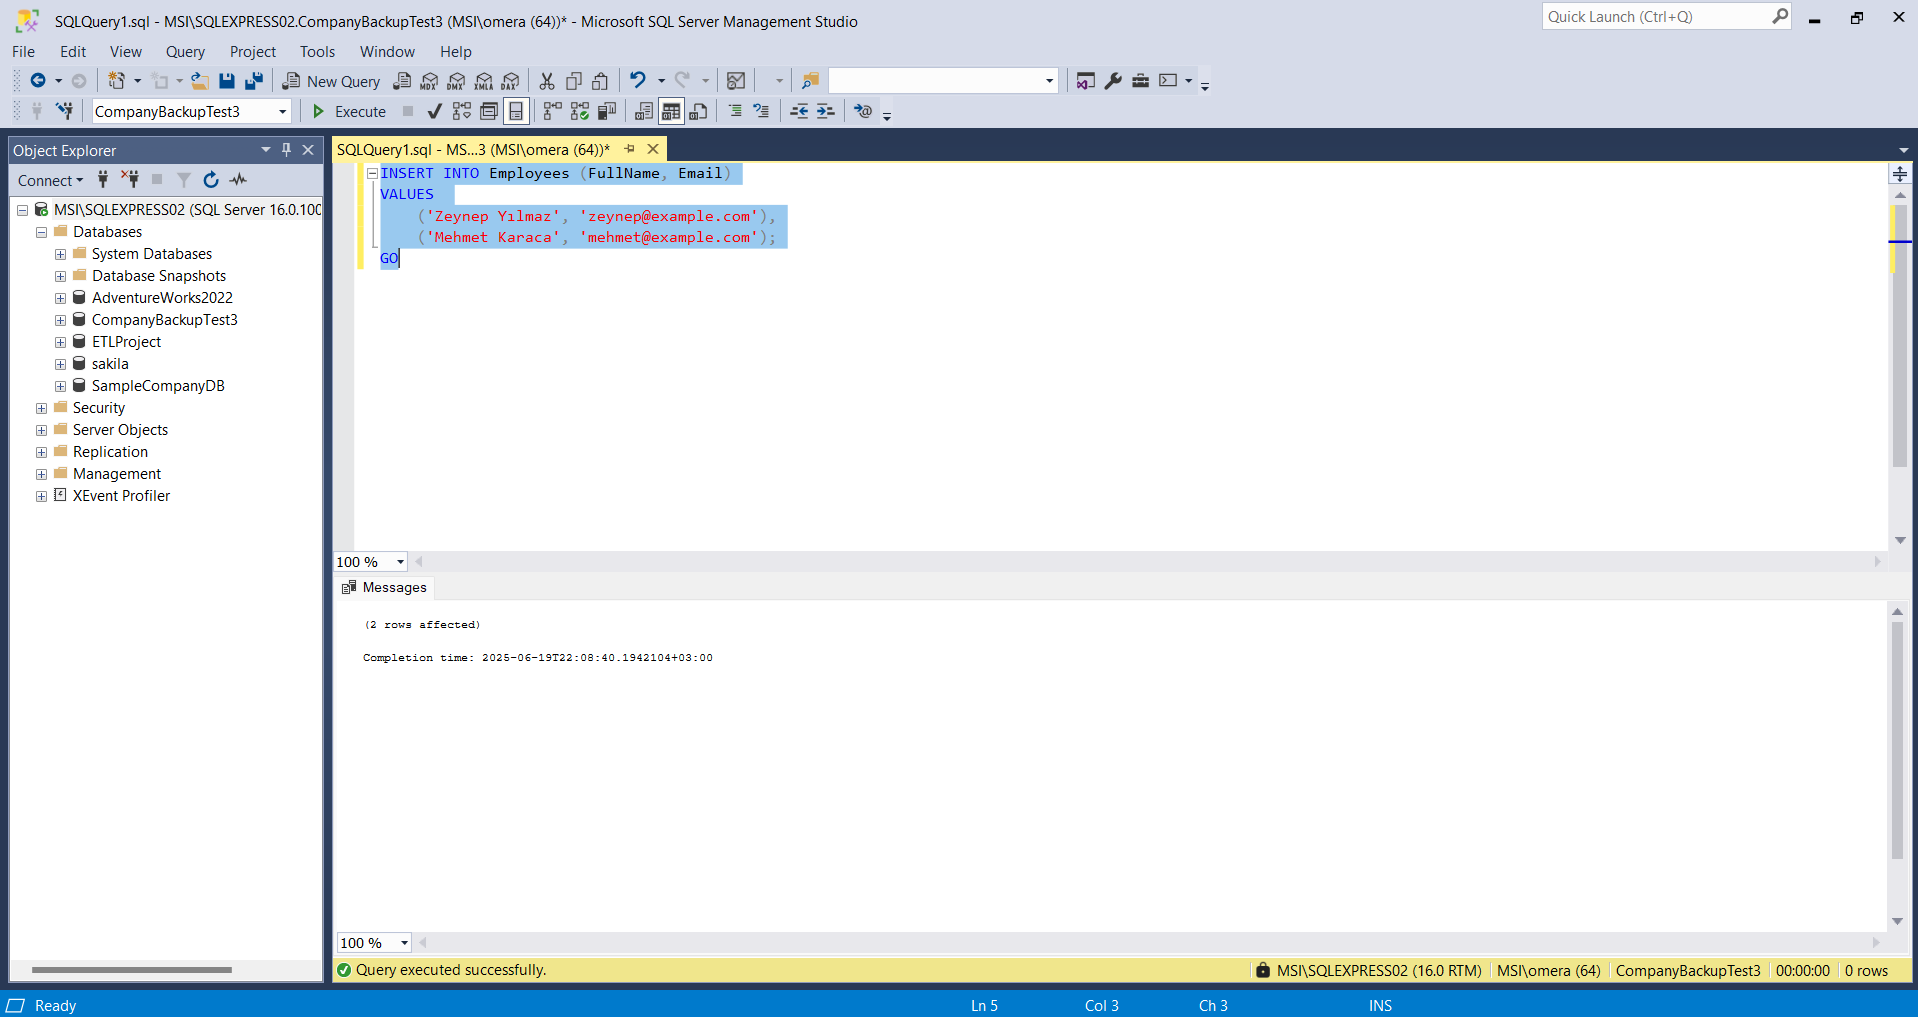 SQLQuery1.sql - MSI\SQLEXPRESS02.CompanyBackupTest3 (MSI\omera (64))* - Microsoft SQL Server Management Studio
Quick Launch (Ctrl+Q)
File Edit View Query Project Tools Window Help
New Query MDX DMX XMLA DAX
CompanyBackupTest3 Execute
Object Explorer
SQLQuery1.sql - MS...3 (MSI\omera (64))*
Connect
MSI\SQLEXPRESS02 (SQL Server 16.0.100
Databases
System Databases
Database Snapshots
AdventureWorks2022
CompanyBackupTest3
ETLProject
sakila
SampleCompanyDB
Security
Server Objects
Replication
Management
XEvent Profiler
INSERT INTO Employees (FullName, Email)
VALUES
('Zeynep Yılmaz', 'zeynep@example.com'),
('Mehmet Karaca', 'mehmet@example.com');
GO
100 %
Messages
(2 rows affected)
Completion time: 2025-06-19T22:08:40.1942104+03:00
100 %
Query executed successfully. MSI\SQLEXPRESS02 (16.0 RTM) MSI\omera (64) CompanyBackupTest3 00:00:00 0 rows
Ready Ln 5 Col 3 Ch 3 INS